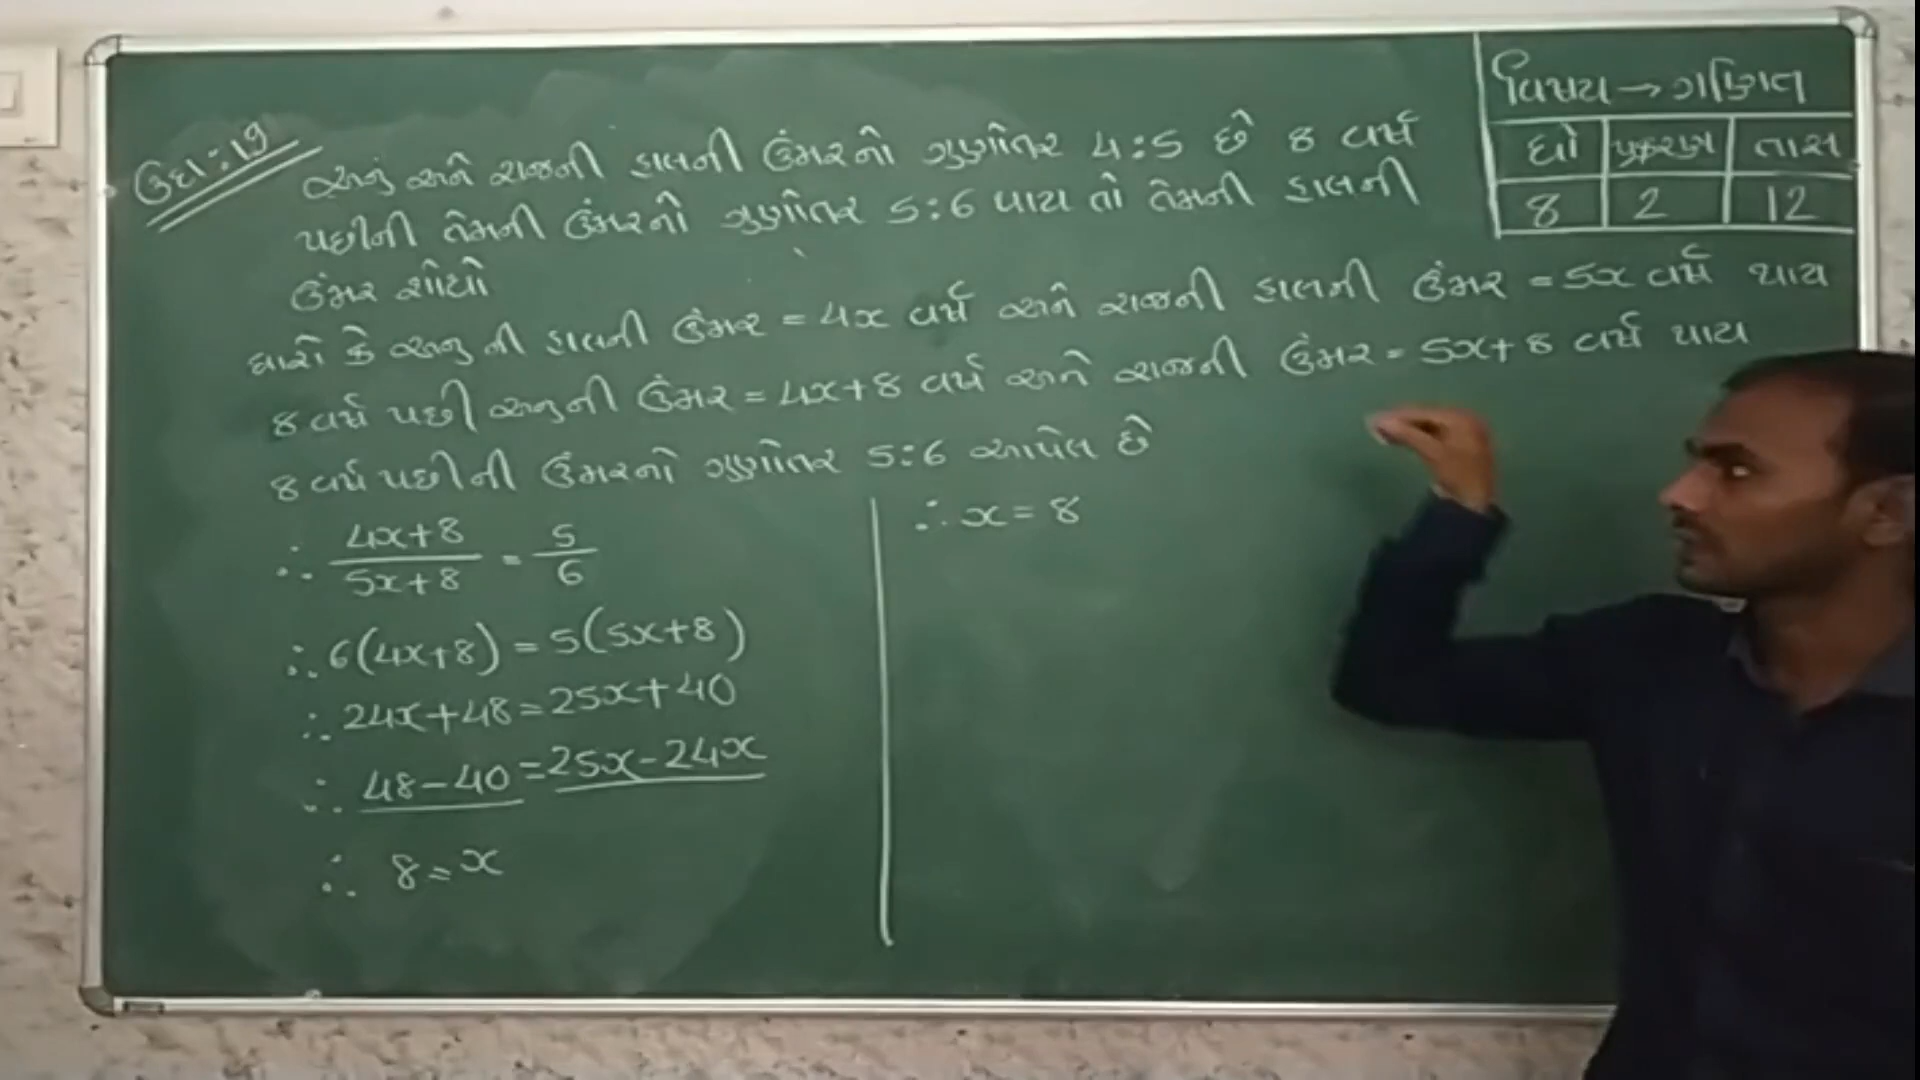 ઉદા:19
અનુ અને રાજની હાલની ઉંમરનો ગુણોતર 4:5 છે 8 વર્ષ
પછીની તેમની ઉંમરનો ગુણોતર 5:6 થાય તો તેમની હાલની
ઉંમર શોધો
ધારો કે અનુ ની હાલની ઉંમર = 4x વર્ષ અને રાજની હાલની ઉંમર = 5x વર્ષ થાય
8 વર્ષ પછી અનુની ઉંમર = 4x+8 વર્ષ અને રાજની ઉંમર = 5x+8 વર્ષ થાય
8 વર્ષ પછીની ઉંમરનો ગુણોતર 5:6 આપેલ છે
∴ 4x+8 / 5x+8 = 5 / 6
∴ 6(4x+8) = 5(5x+8)
∴ 24x+48 = 25x+40
∴ 48-40 = 25x-24x
∴ 8 = x
∴ x = 8
વિષય → ગણિત
ધો પ્રકરણ તાસ
8 2 12